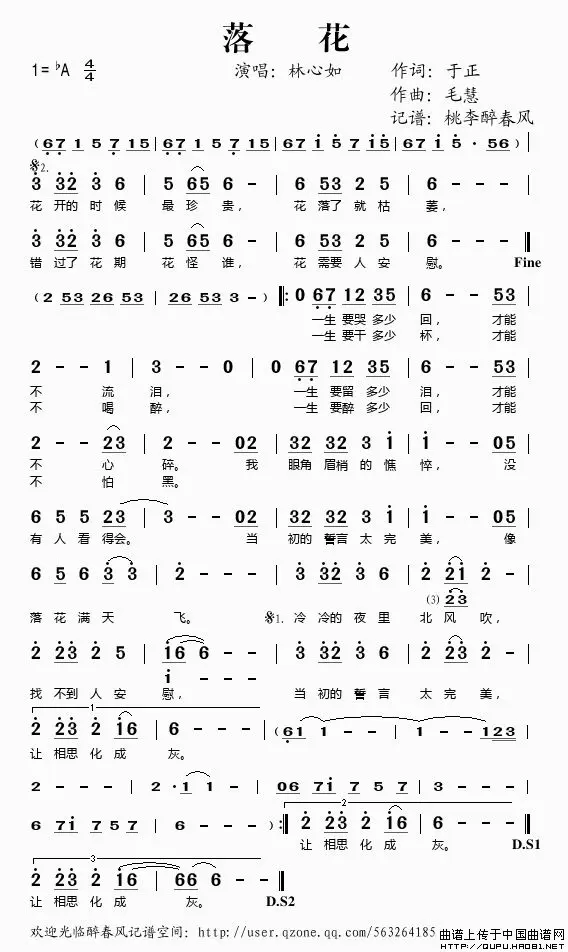 落 花
1=♭A 4/4 演唱：林心如 作词：于正
作曲：毛慧
记谱：桃李醉春风
(67 15 7 15 | 67 15 7 15 | 67 i5 7 i5 | 67 i 5 · 56) |
𝄋2.
3 32 3 6 | 5 65 6 - | 6 53 2 5 | 6 - - - |
花 开的 时 候 最 珍 贵， 花 落了 就 枯 萎，
3 32 3 6 | 5 65 6 - | 6 53 2 5 | 6 - - - ‖
错 过了 花 期 花 怪 谁， 花 需要 人 安 慰。 Fine
(2 53 26 53 | 26 53 3 -) ‖: 0 67 12 35 | 6 - - 53 |
一生 要哭 多少 回， 才能
一生 要干 多少 杯， 才能
2 - - 1 | 3 - - 0 | 0 67 12 35 | 6 - - 53 |
不 流 泪， 一生 要留 多少 泪， 才能
不 喝 醉， 一生 要醉 多少 回， 才能
2 - - 23 | 2 - - 02 | 32 32 3 i | i - - 05 |
不 心 碎。 我 眼角 眉梢 的 憔 悴， 没
不 怕 黑。
6 5 5 23 | 3 - - 02 | 32 32 3 i | i - - 05 |
有 人 看 得会。 当 初的 誓言 太 完 美， 像
6 5 6 3 3 | 2 - - - | 3 32 3 6 | 2 21 2 - |
(3) 23
落 花 满 天 飞。 𝄋1. 冷 冷的 夜 里 北 风 吹，
2 23 2 5 | i6 6 - - | 3 32 3 6 | 2 23 2 - |
i - - -
找 不到 人 安 慰， 当 初的 誓 言 太 完 美，
1
2 23 2 i6 | 6 - - - | (61 1 - - | 1 - - 123 |
让 相思 化 成 灰。
2 - - - | 2 · 1 1 - | 06 7i 7 5 7 | 3 - - - |
2
6 7i 75 7 | 6 - - - ) :‖ 2 23 2 i6 | 6 - - - ‖
让 相思 化 成 灰。 D.S1
3
2 23 2 i6 | 66 6 - - ‖
让 相思 化 成 灰。 D.S2
欢迎光临醉春风记谱空间：http://user.qzone.qq.com/563264185
曲谱上传于中国曲谱网
@http://QUPU.HAO81.NET